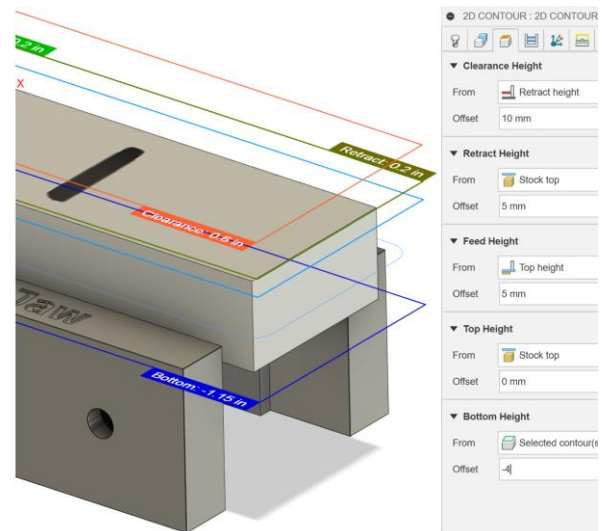 0.2 in
X
Retract: 0.2 in
Clearance: 0.6 in
Jaw
Bottom: -1.15 in
2D CONTOUR : 2D CONTOUR
Clearance Height
From Retract height
Offset 10 mm
Retract Height
From Stock top
Offset 5 mm
Feed Height
From Top height
Offset 5 mm
Top Height
From Stock top
Offset 0 mm
Bottom Height
From Selected contour(s
Offset -4